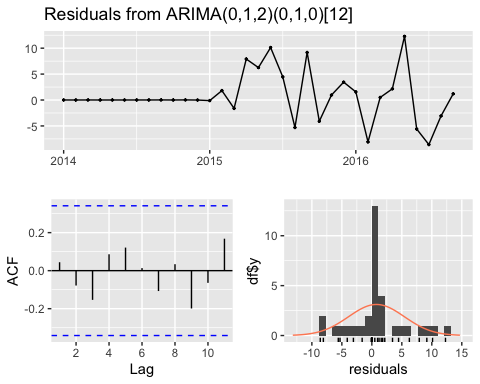 Residuals from ARIMA(0,1,2)(0,1,0)[12]
10
5
0
-5
2014 2015 2016
ACF
0.2
0.0
-0.2
2 4 6 8 10
Lag
df$y
10
5
0
-10 -5 0 5 10 15
residuals